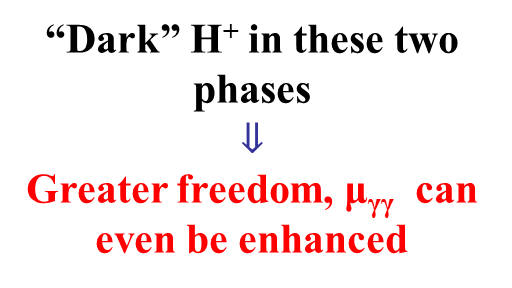 “Dark” H⁺ in these two
phases
⇓
Greater freedom, μγγ can
even be enhanced